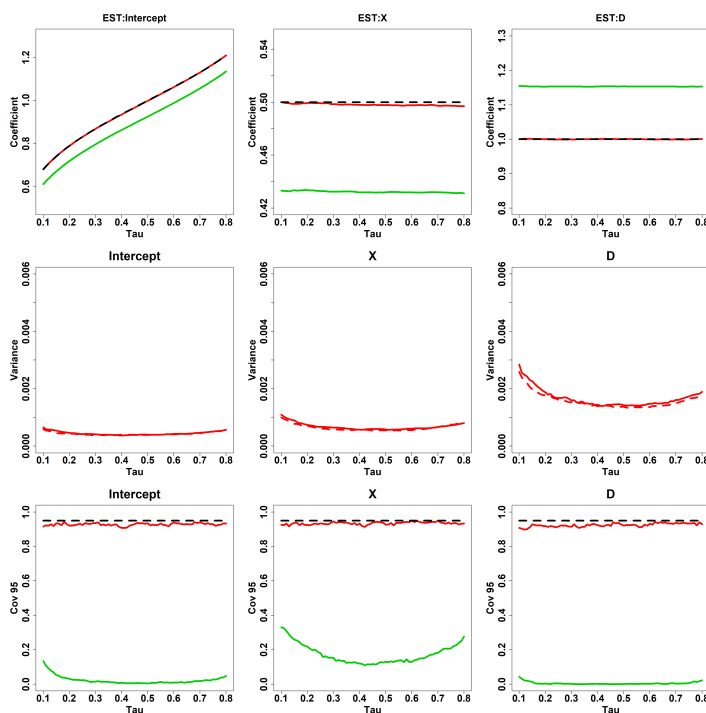 EST:Intercept EST:X EST:D
Coefficient 0.6 0.8 1.0 1.2
Coefficient 0.42 0.46 0.50 0.54
Coefficient 0.8 0.9 1.0 1.1 1.2 1.3
0.1 0.2 0.3 0.4 0.5 0.6 0.7 0.8
0.1 0.2 0.3 0.4 0.5 0.6 0.7 0.8
0.1 0.2 0.3 0.4 0.5 0.6 0.7 0.8
Tau Tau Tau
Intercept X D
Variance 0.000 0.002 0.004 0.006
Variance 0.000 0.002 0.004 0.006
Variance 0.000 0.002 0.004 0.006
0.1 0.2 0.3 0.4 0.5 0.6 0.7 0.8
0.1 0.2 0.3 0.4 0.5 0.6 0.7 0.8
0.1 0.2 0.3 0.4 0.5 0.6 0.7 0.8
Tau Tau Tau
Intercept X D
Cov 95 0.0 0.2 0.4 0.6 0.8 1.0
Cov 95 0.0 0.2 0.4 0.6 0.8 1.0
Cov 95 0.0 0.2 0.4 0.6 0.8 1.0
0.1 0.2 0.3 0.4 0.5 0.6 0.7 0.8
0.1 0.2 0.3 0.4 0.5 0.6 0.7 0.8
0.1 0.2 0.3 0.4 0.5 0.6 0.7 0.8
Tau Tau Tau